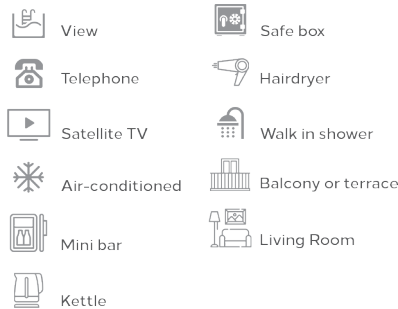 View
Telephone
Satellite TV
Air-conditioned
Mini bar
Kettle
Safe box
Hairdryer
Walk in shower
Balcony or terrace
Living Room